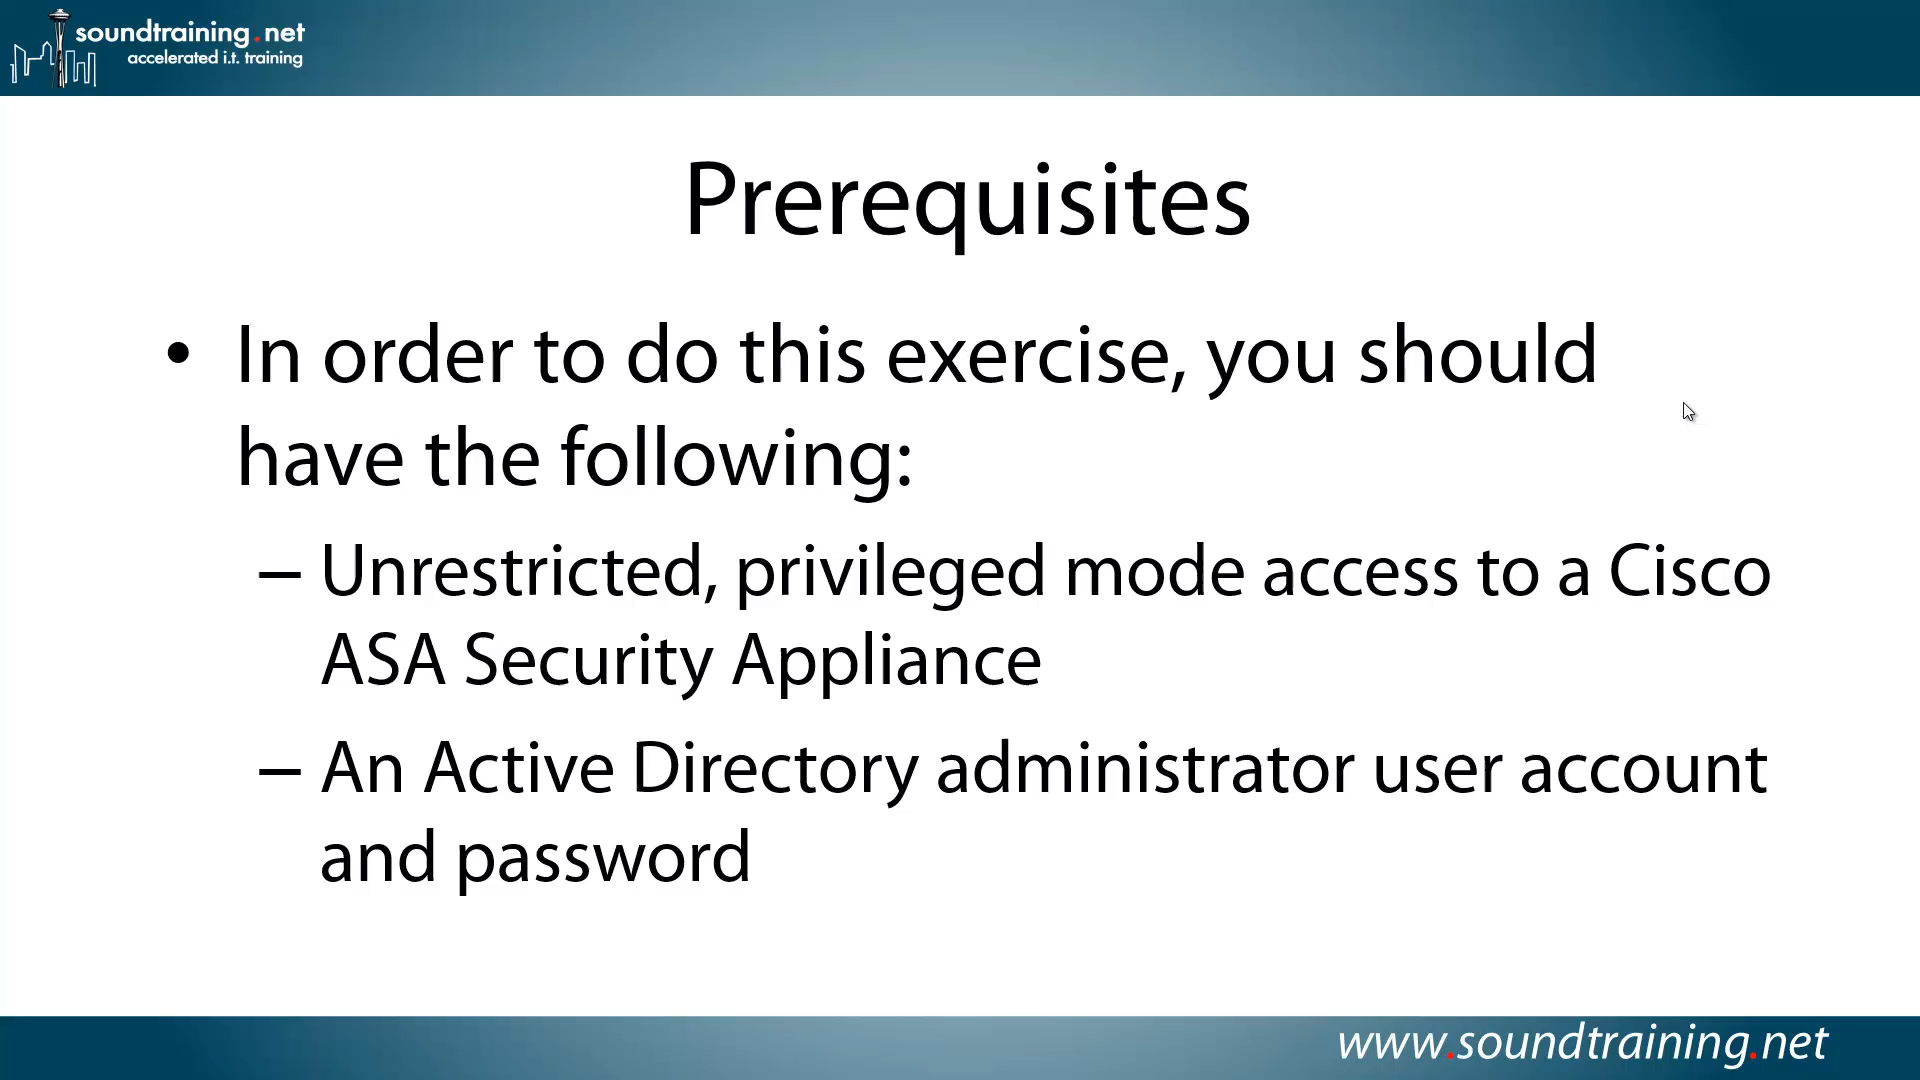 soundtraining.net
accelerated i.t. training
Prerequisites
• In order to do this exercise, you should
have the following:
– Unrestricted, privileged mode access to a Cisco
ASA Security Appliance
– An Active Directory administrator user account
and password
www.soundtraining.net